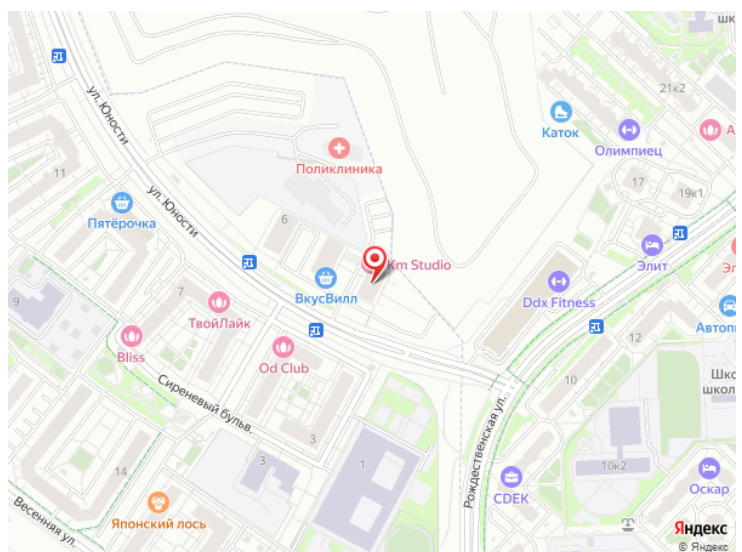 ул. Юности
21к2
Каток
Олимпиец
Поликлиника
11
17
19к1
ул. Юности
Пятёрочка
6
Элит
Km Studio
ВкусВилл
Ddx Fitness
7
9
ТвойЛайк
Bliss
Od Club
12
10
Сиреневый бульв.
3
3
1
14
10к2
Рождественская ул.
CDEK
Оскар
Японский лось
Весенняя ул.
Яндекс
© Яндекс